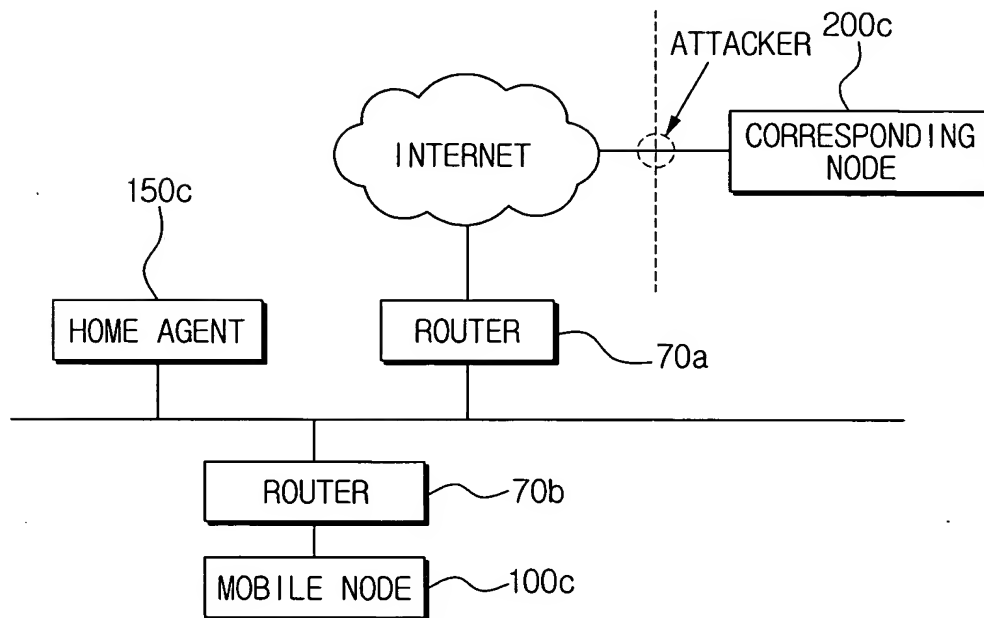 200c
ATTACKER
INTERNET
CORRESPONDING
NODE
150c
HOME AGENT
ROUTER
70a
ROUTER
70b
MOBILE NODE
100c